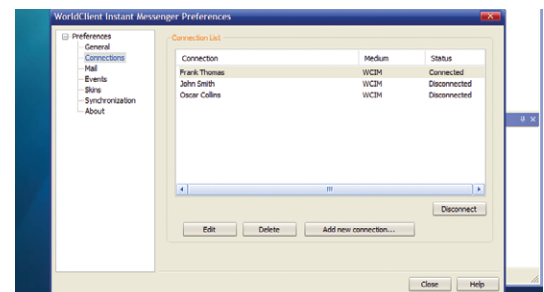 WorldClient Instant Messenger Preferences
Preferences
General
Connections
Mail
Events
Skins
Synchronization
About
Connection List
Connection Medium Status
Frank Thomas WCIM Connected
John Smith WCIM Disconnected
Oscar Collins WCIM Disconnected
Disconnect
Edit Delete Add new connection...
Close Help